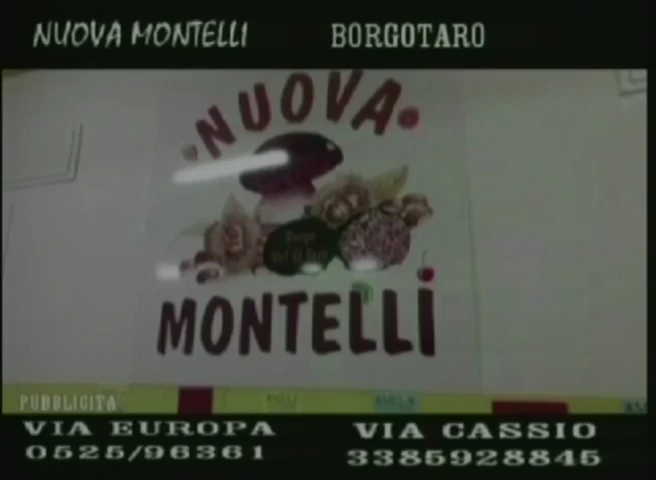 NUOVA MONTELLI BORGOTARO
NUOVA
MONTELLI
PUBBLICITA'
VIA EUROPA VIA CASSIO
0525/96361 3385928845